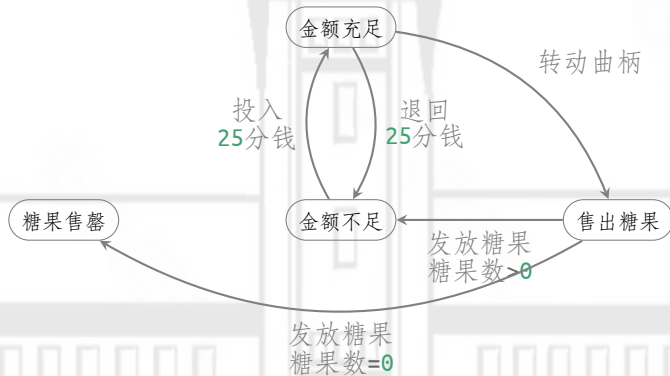 金额充足
转动曲柄
投入
25分钱
退回
25分钱
糖果售罄
金额不足
售出糖果
发放糖果
糖果数>0
发放糖果
糖果数=0